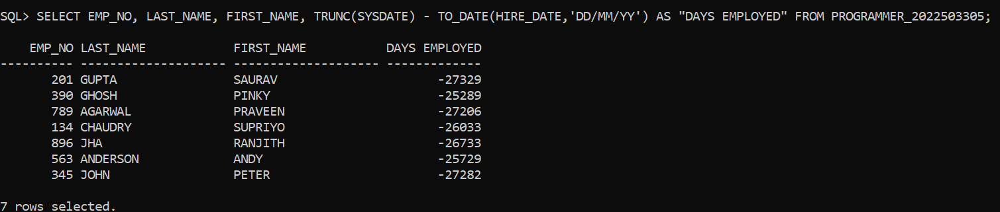 SQL> SELECT EMP_NO, LAST_NAME, FIRST_NAME, TRUNC(SYSDATE) - TO_DATE(HIRE_DATE,'DD/MM/YY') AS "DAYS EMPLOYED" FROM PROGRAMMER_2022503305;
EMP_NO LAST_NAME FIRST_NAME DAYS EMPLOYED
---------- -------------------- -------------------- -------------
201 GUPTA SAURAV -27329
390 GHOSH PINKY -25289
789 AGARWAL PRAVEEN -27206
134 CHAUDRY SUPRIYO -26033
896 JHA RANJITH -26733
563 ANDERSON ANDY -25729
345 JOHN PETER -27282
7 rows selected.